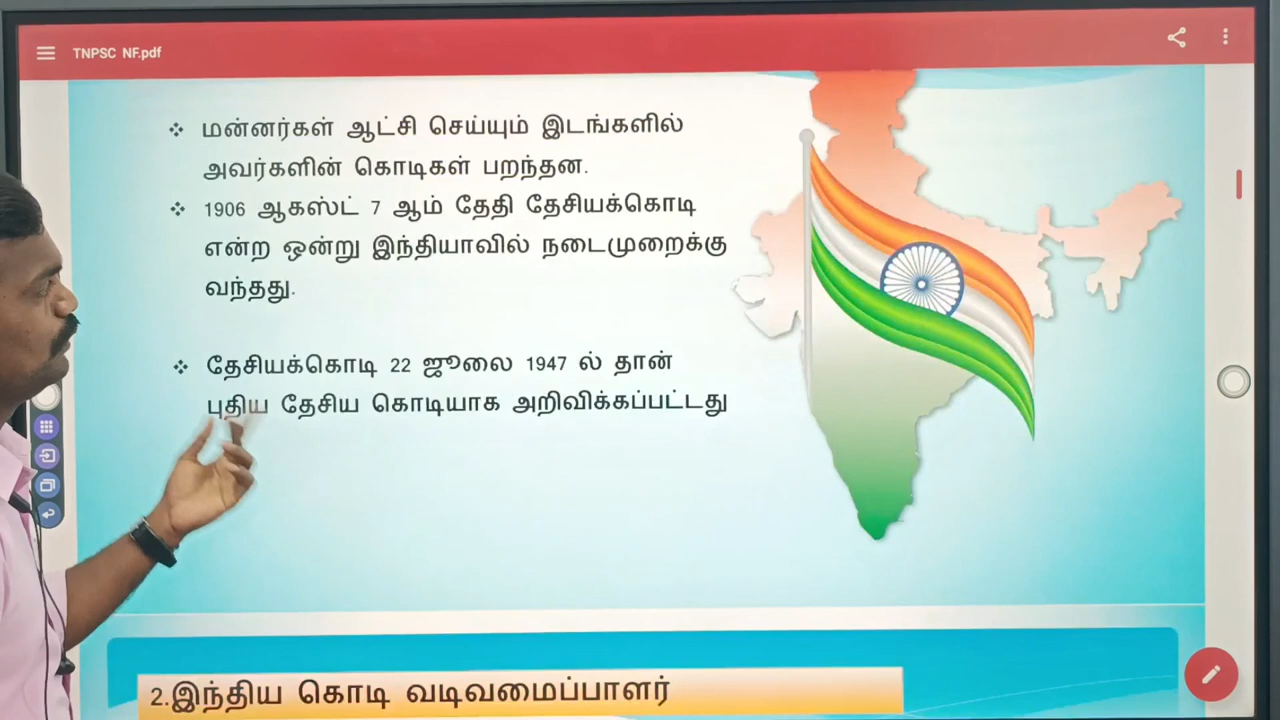 TNPSC NF.pdf
❖ மன்னர்கள் ஆட்சி செய்யும் இடங்களில்
அவர்களின் கொடிகள் பறந்தன.
❖ 1906 ஆகஸ்ட் 7 ஆம் தேதி தேசியக்கொடி
என்ற ஒன்று இந்தியாவில் நடைமுறைக்கு
வந்தது.
❖ தேசியக்கொடி 22 ஜூலை 1947 ல் தான்
புதிய தேசிய கொடியாக அறிவிக்கப்பட்டது
2.இந்திய கொடி வடிவமைப்பாளர்